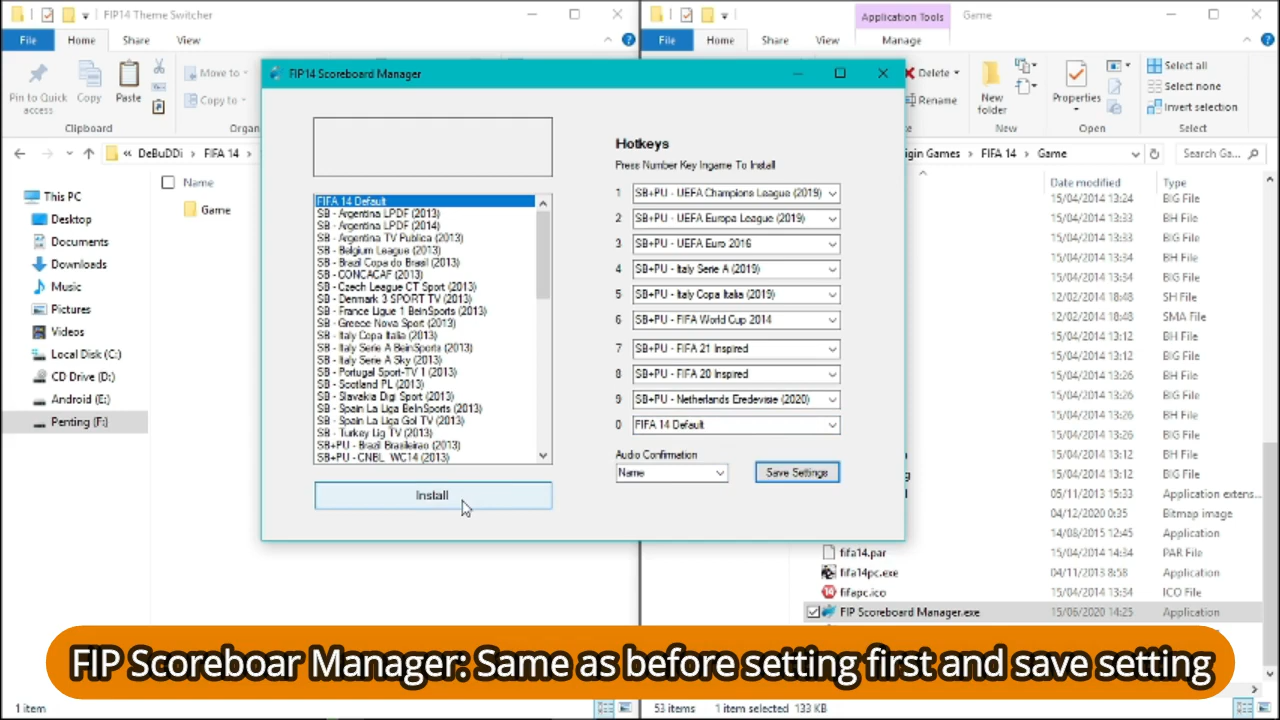 FIP14 Theme Switcher
File
Home
Share
View
Pin to Quick access
Copy
Paste
Move to
Copy to
Clipboard
Organ
DeBuDDi
FIFA 14
Name
This PC
Desktop
Documents
Downloads
Music
Pictures
Videos
Local Disk (C:)
CD Drive (D:)
Android (E:)
Penting (F:)
Game
1 item
Application Tools
Game
File
Home
Share
View
Manage
Delete
Rename
New folder
New
Properties
Open
Select all
Select none
Invert selection
Select
igin Games
FIFA 14
Game
Search Ga...
Date modified
Type
15/04/2014 13:24 BIG File
15/04/2014 13:33 BH File
15/04/2014 13:33 BIG File
15/04/2014 13:34 BH File
15/04/2014 13:34 BIG File
12/02/2014 18:48 SH File
12/02/2014 18:48 SMA File
15/04/2014 13:12 BH File
15/04/2014 13:12 BIG File
15/04/2014 13:26 BH File
15/04/2014 13:26 BIG File
15/04/2014 13:26 BH File
15/04/2014 13:26 BIG File
15/04/2014 13:12 BH File
15/04/2014 13:12 BIG File
05/11/2013 15:33 Application extens...
04/12/2020 0:35 Bitmap image
14/08/2015 12:45 Application
fifa14.par 15/04/2014 14:34 PAR File
fifa14pc.exe 04/11/2013 8:58 Application
fifapc.ico 15/04/2014 13:34 ICO File
FIP Scoreboard Manager.exe 15/06/2020 14:25 Application
53 items 1 item selected 133 KB
FIP14 Scoreboard Manager
FIFA 14 Default
SB - Argentina LPDF (2013)
SB - Argentina LPDF (2014)
SB - Argentina TV Publica (2013)
SB - Belgium League (2013)
SB - Brazil Copa do Brasil (2013)
SB - CONCACAF (2013)
SB - Czech League CT Sport (2013)
SB - Denmark 3 SPORT TV (2013)
SB - France Ligue 1 BeinSports (2013)
SB - Greece Nova Sport (2013)
SB - Italy Copa Italia (2013)
SB - Italy Serie A BeinSports (2013)
SB - Italy Serie A Sky (2013)
SB - Portugal Sport-TV 1 (2013)
SB - Scotland PL (2013)
SB - Slovakia Digi Sport (2013)
SB - Spain La Liga BeInSports (2013)
SB - Spain La Liga Gol TV (2013)
SB - Turkey Lig TV (2013)
SB+PU - Brazil Brasileirao (2013)
SB+PU - CNBL_WC14 (2013)
Install
Hotkeys
Press Number Key Ingame To Install
1 SB+PU - UEFA Champions League (2019)
2 SB+PU - UEFA Europa League (2019)
3 SB+PU - UEFA Euro 2016
4 SB+PU - Italy Serie A (2019)
5 SB+PU - Italy Copa Italia (2019)
6 SB+PU - FIFA World Cup 2014
7 SB+PU - FIFA 21 Inspired
8 SB+PU - FIFA 20 Inspired
9 SB+PU - Netherlands Eredevisie (2020)
0 FIFA 14 Default
Audio Confirmation
Name
Save Settings
FIP Scoreboar Manager: Same as before setting first and save setting